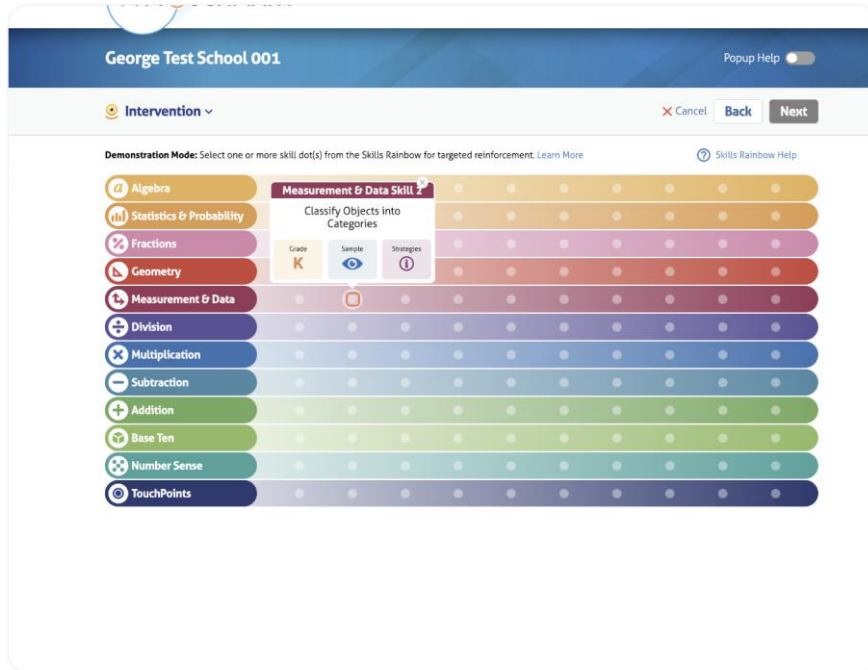 George Test School 001
Popup Help
Intervention
Cancel
Back
Next
Demonstration Mode: Select one or more skill dot(s) from the Skills Rainbow for targeted reinforcement. Learn More
Skills Rainbow Help
Algebra
Statistics & Probability
Fractions
Geometry
Measurement & Data
Division
Multiplication
Subtraction
Addition
Base Ten
Number Sense
TouchPoints
Measurement & Data Skill 2
Classify Objects into
Categories
Grade
K
Sample
Strategies